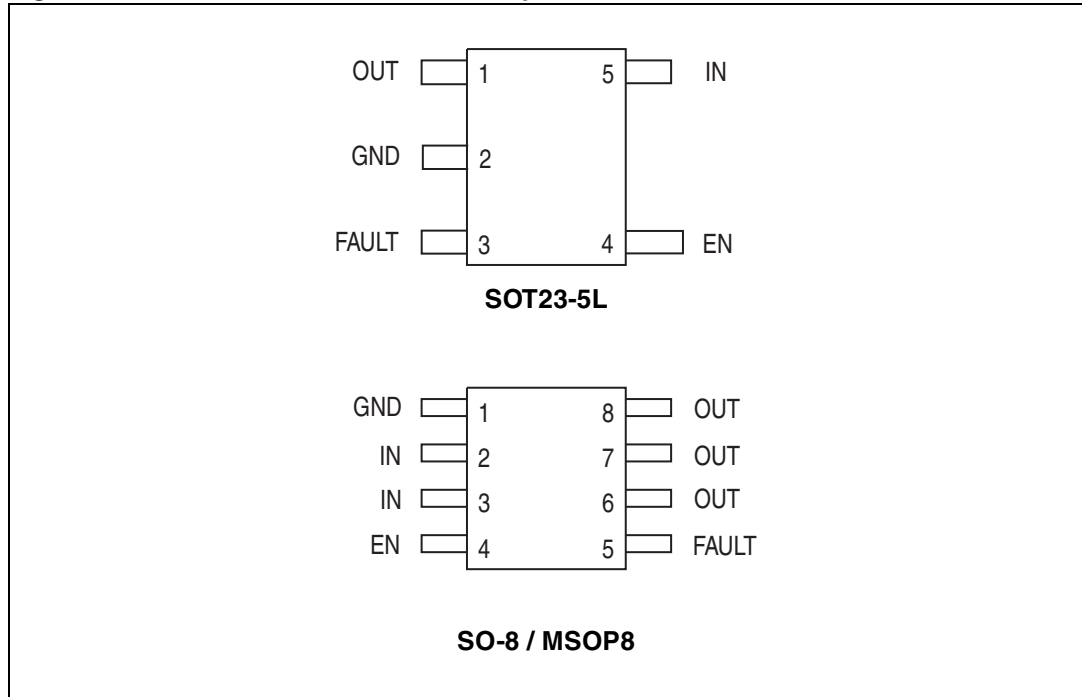 OUT 1 5 IN
GND 2
FAULT 3 4 EN
SOT23-5L
GND 1 8 OUT
IN 2 7 OUT
IN 3 6 OUT
EN 4 5 FAULT
SO-8 / MSOP8